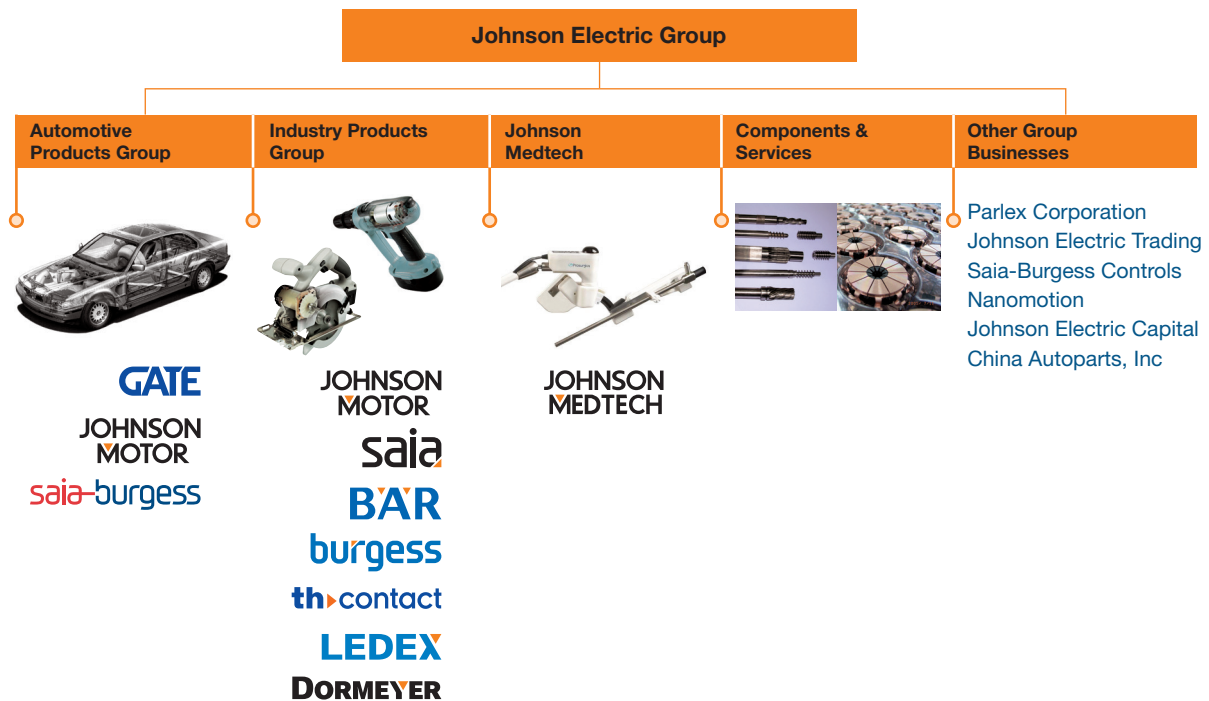 Johnson Electric Group
Automotive
Products Group
Industry Products
Group
Johnson
Medtech
Components &
Services
Other Group
Businesses
GATE
JOHNSON
MOTOR
saia-burgess
JOHNSON
MOTOR
saia
BÄR
burgess
th contact
LEDEX
DORMEYER
JOHNSON
MEDTECH
Parlex Corporation
Johnson Electric Trading
Saia-Burgess Controls
Nanomotion
Johnson Electric Capital
China Autoparts, Inc